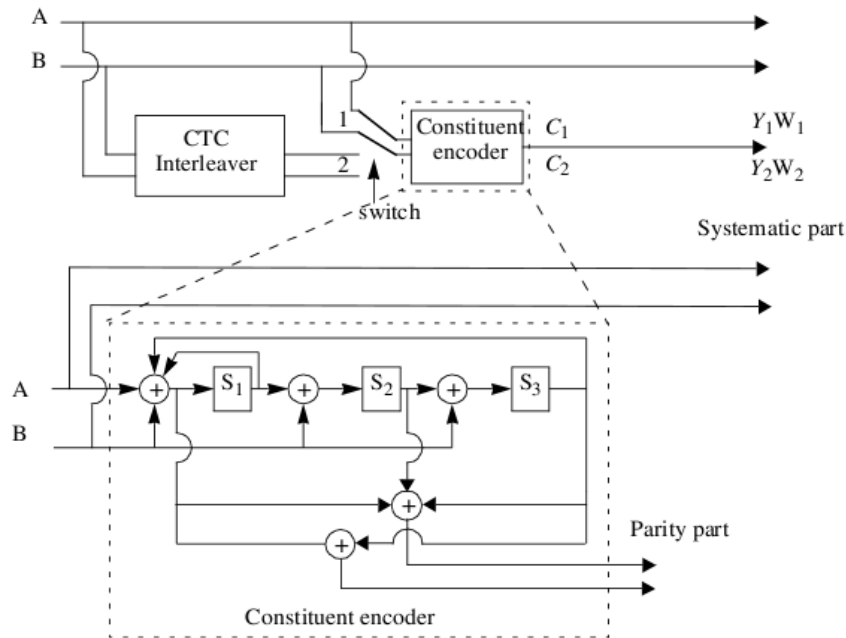 A
B
CTC
Interleaver
1
2
switch
Constituent
encoder
C₁
C₂
Y₁W₁
Y₂W₂
Systematic part
A
B
+
S₁
+
S₂
+
S₃
+
+
Parity part
Constituent encoder